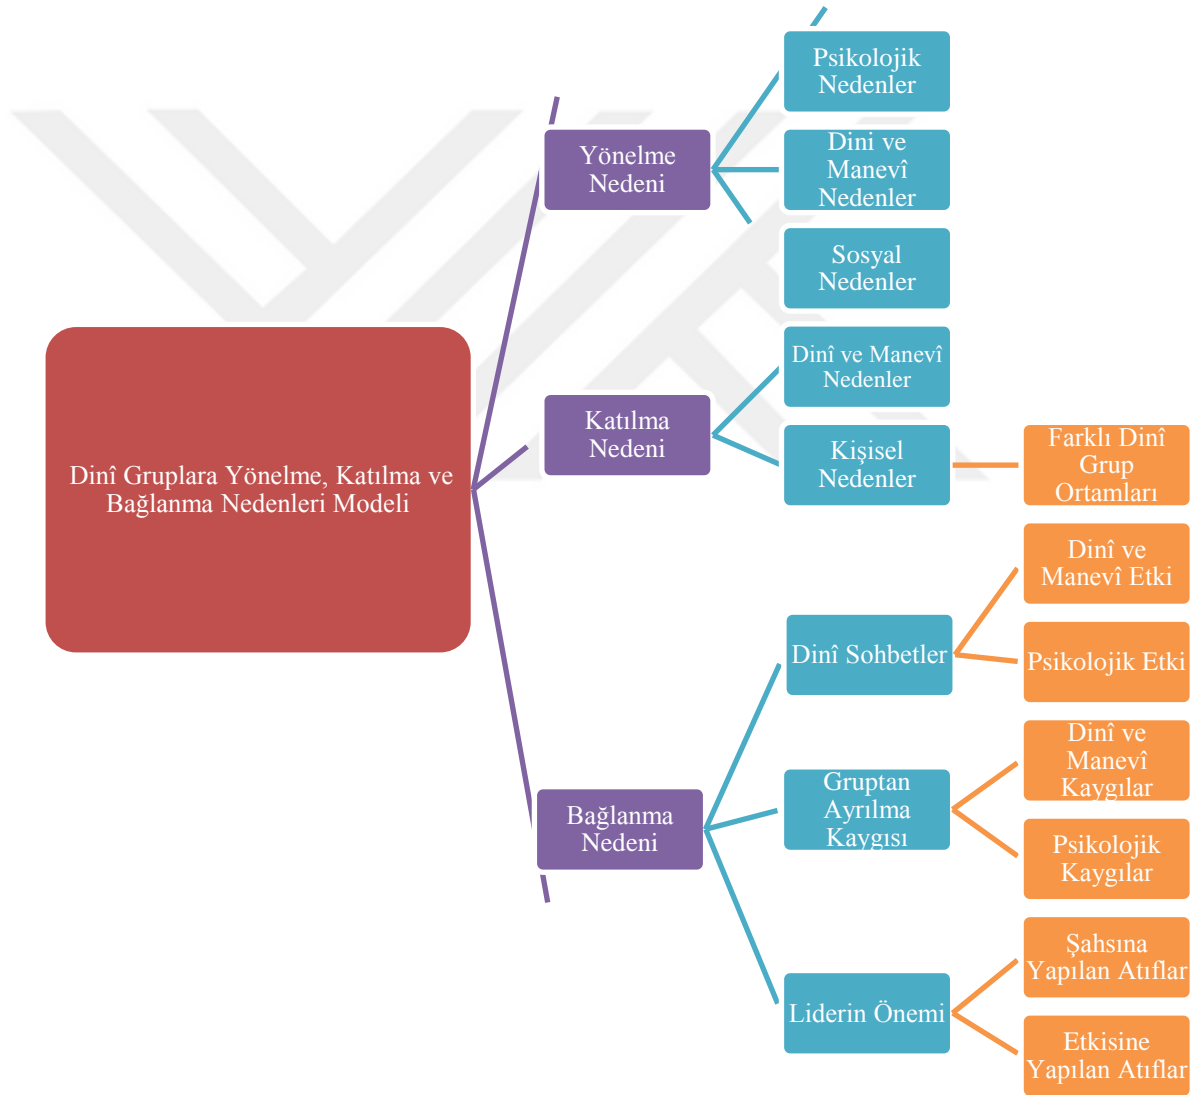 Dinî Gruplara Yönelme, Katılma ve
Bağlanma Nedenleri Modeli
Yönelme
Nedeni
Psikolojik
Nedenler
Dini ve
Manevî
Nedenler
Sosyal
Nedenler
Katılma
Nedeni
Dinî ve Manevî
Nedenler
Kişisel
Nedenler
Farklı Dinî
Grup
Ortamları
Bağlanma
Nedeni
Dinî Sohbetler
Dinî ve
Manevî Etki
Psikolojik Etki
Gruptan
Ayrılma
Kaygısı
Dinî ve
Manevî
Kaygılar
Psikolojik
Kaygılar
Liderin Önemi
Şahsına
Yapılan Atıflar
Etkisine
Yapılan Atıflar